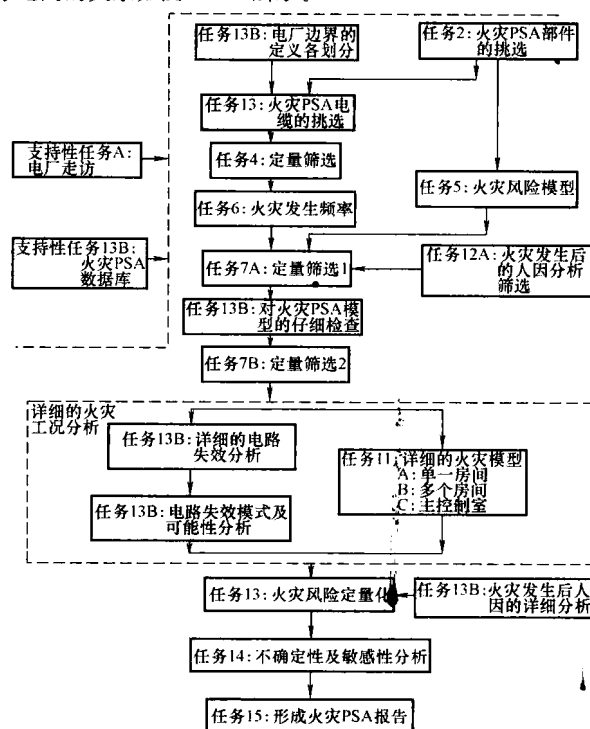 任务13B:电厂边界的
定义各划分
任务2:火灾PSA部件
的挑选
任务13:火灾PSA电
缆的挑选
支持性任务A:
电厂走访
任务4:定量筛选
任务5:火灾风险模型
任务6:火灾发生频率
支持性任务13B:
火灾PSA
数据库
任务7A:定量筛选1
任务12A:火灾发生后
的人因分析
筛选
任务13B:对火灾PSA模
型的仔细检查
任务7B:定量筛选2
详细的火灾
工况分析
任务13B:详细的电路
失效分析
任务11:详细的火灾模型
A:单一房间
B:多个房间
C:主控制室
任务13B:电路失效模式及
可能性分析
任务13:火灾风险定量化
任务13B:火灾发生后人
因的详细分析
任务14:不确定性及敏感性分析
任务15:形成火灾PSA报告